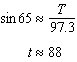 sin 65 ≈ T/97.3
t ≈ 88